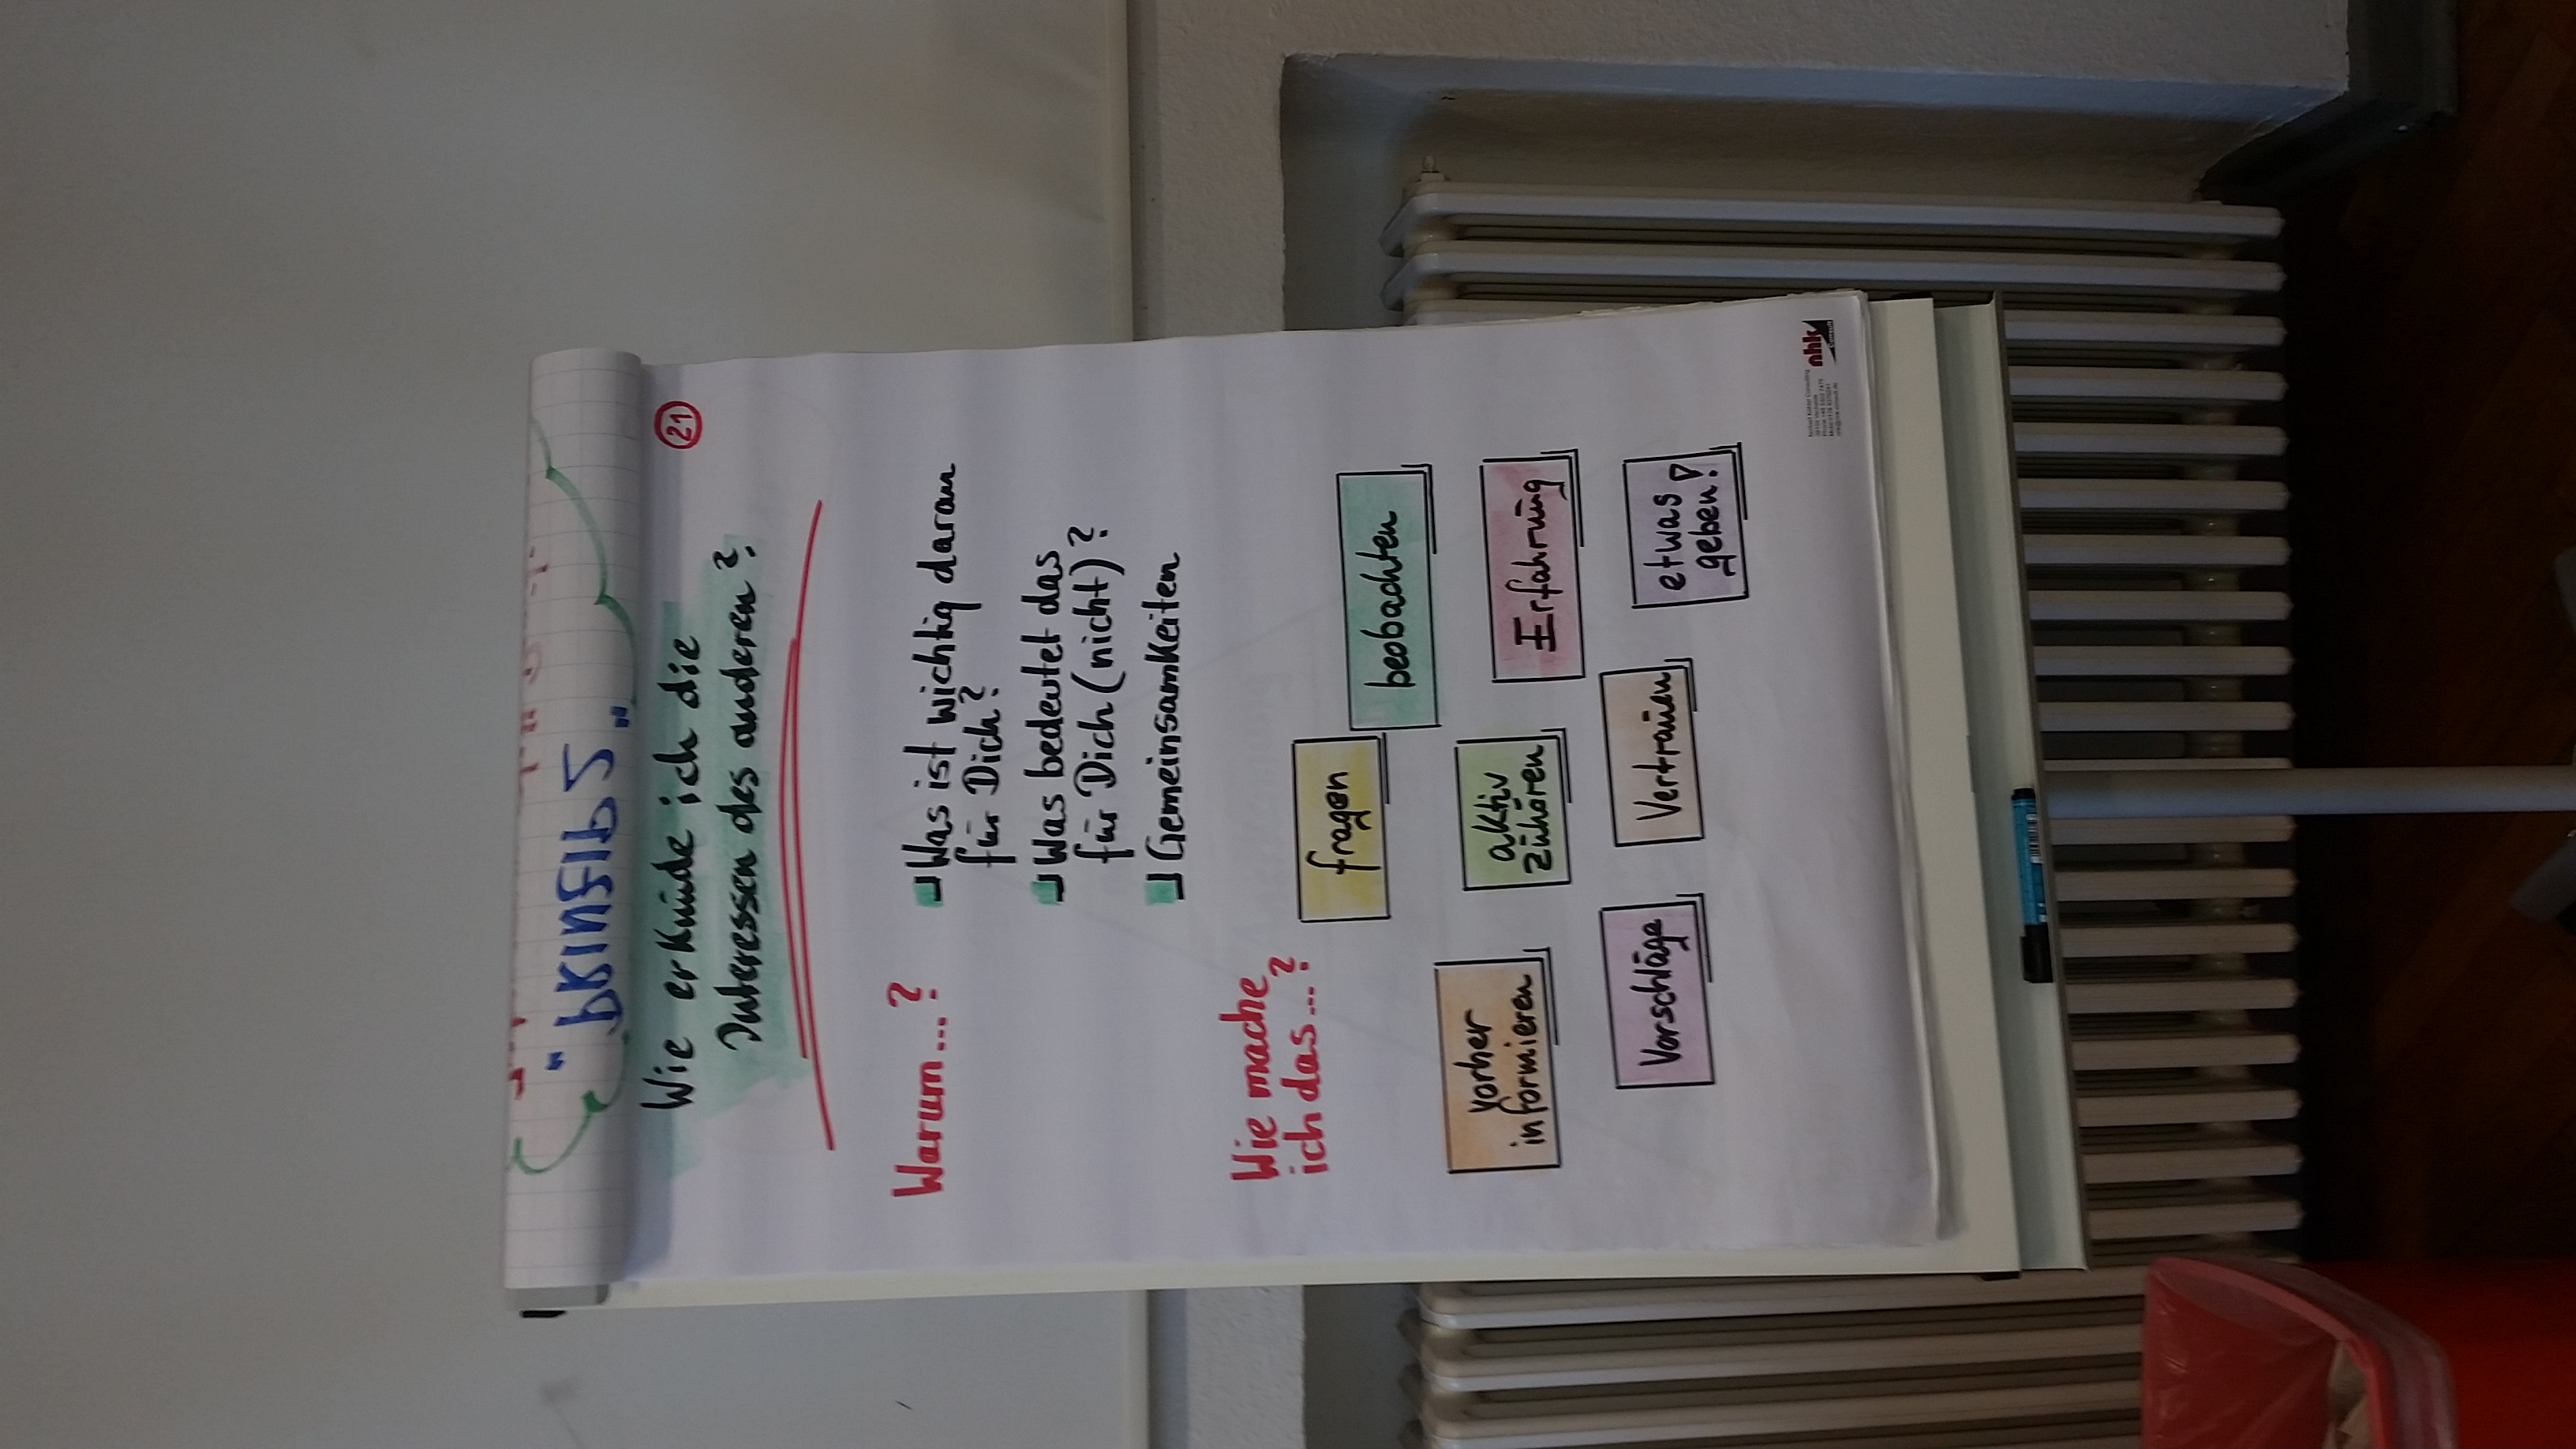 „PRINZIP 2"
Wie erkunde ich die
21
Interessen des anderen?
Warum...?
Was ist wichtig daran
für Dich?
Was bedeutet das
für Dich (nicht)?
Gemeinsamkeiten
Wie mache
ich das...?
fragen
beobachten
vorher
informieren
aktiv
zuhören
Erfahrung
Vorschläge
Vertrauen
etwas
geben!
nhk
Consult